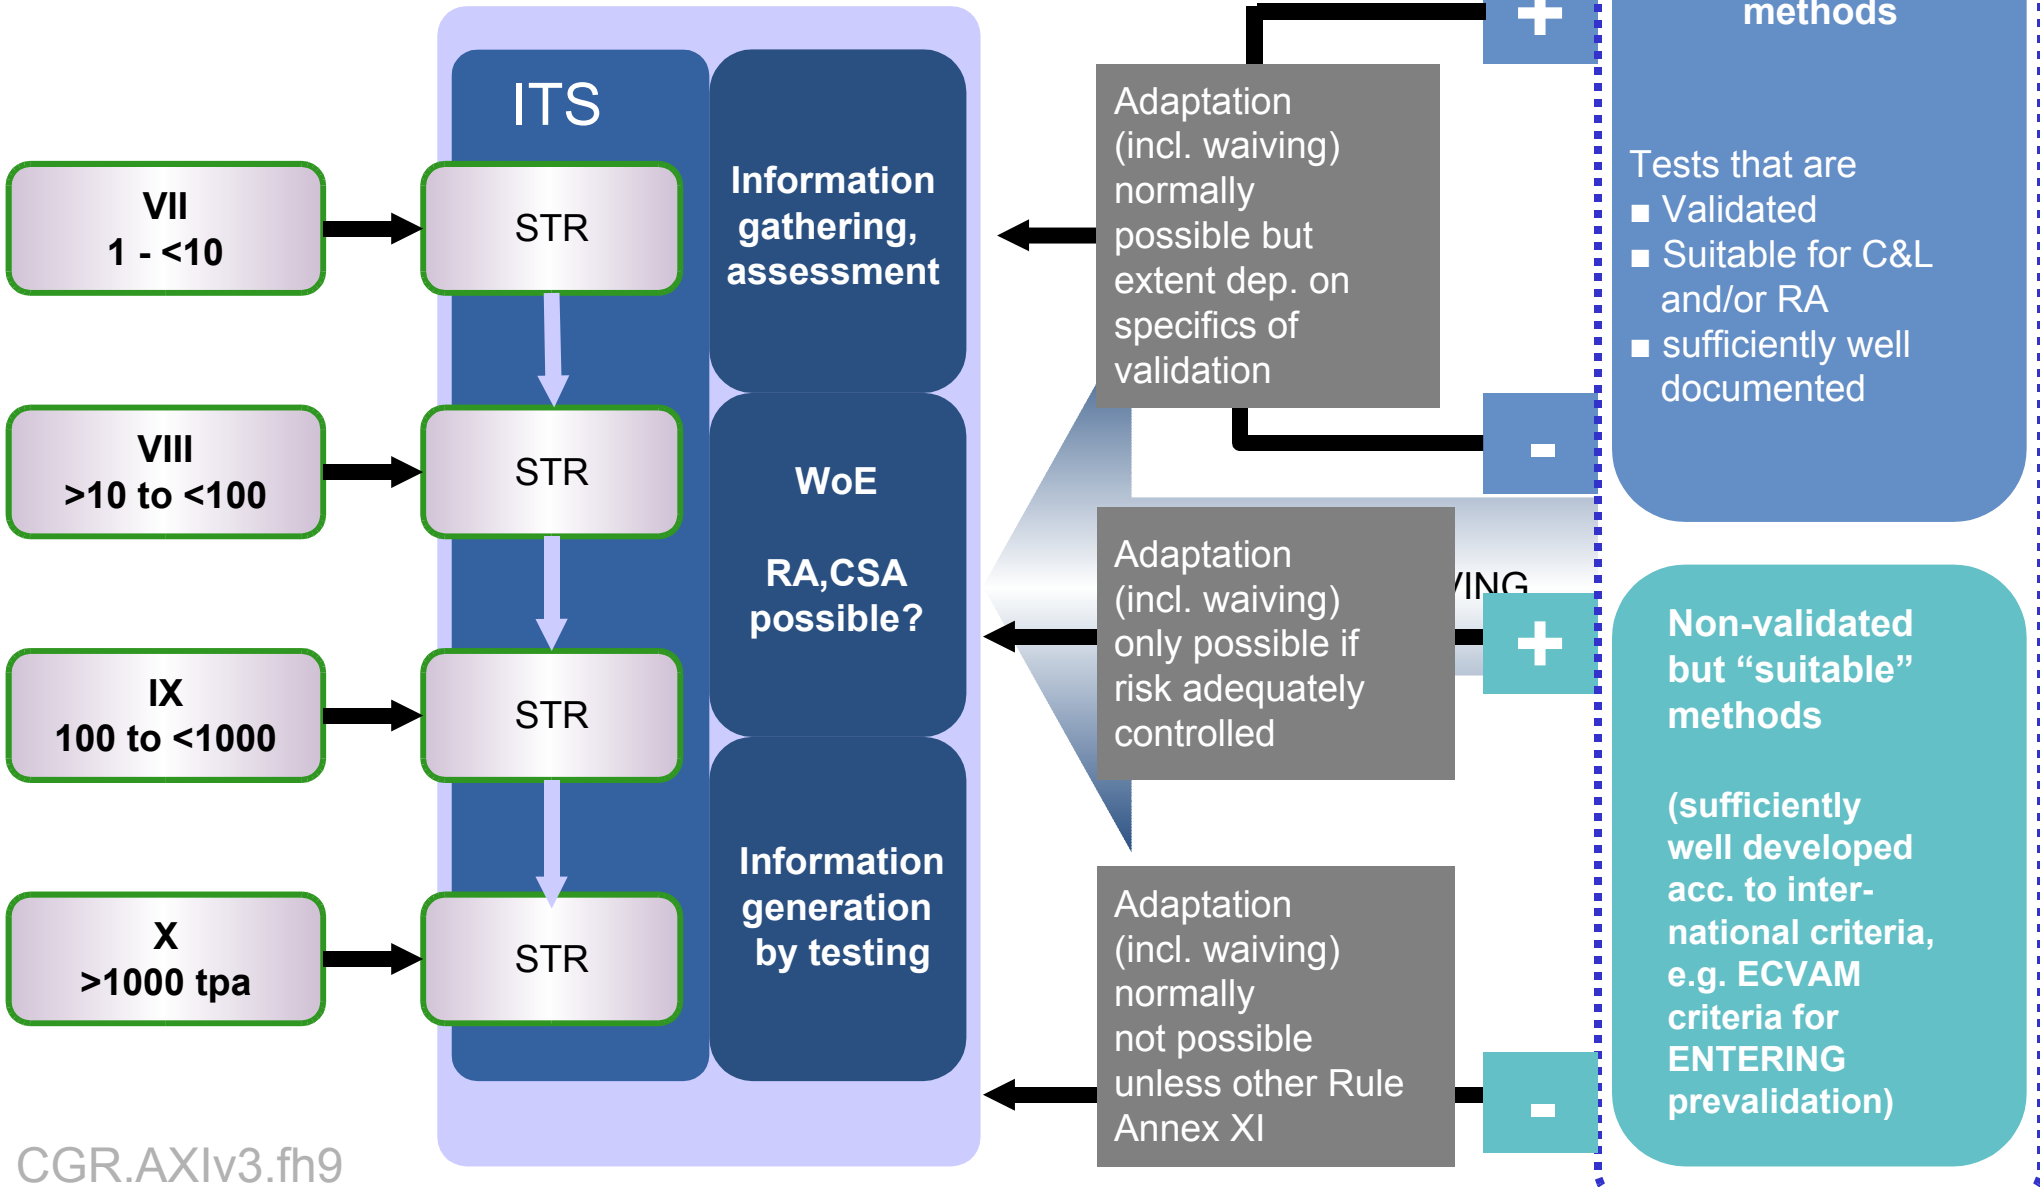 ITS
VII
1 - <10
STR
VIII
>10 to <100
STR
IX
100 to <1000
STR
X
>1000 tpa
STR
Information
gathering,
assessment
WoE
RA,CSA
possible?
Information
generation
by testing
Adaptation
(incl. waiving)
normally
possible but
extent dep. on
specifics of
validation
Adaptation
(incl. waiving)
only possible if
risk adequately
controlled
Adaptation
(incl. waiving)
normally
not possible
unless other Rule
Annex XI
+
-
+
-
methods
Tests that are
■ Validated
■ Suitable for C&L
and/or RA
■ sufficiently well
documented
Non-validated
but “suitable”
methods
(sufficiently
well developed
acc. to inter-
national criteria,
e.g. ECVAM
criteria for
ENTERING
prevalidation)
CGR.AXIv3.fh9